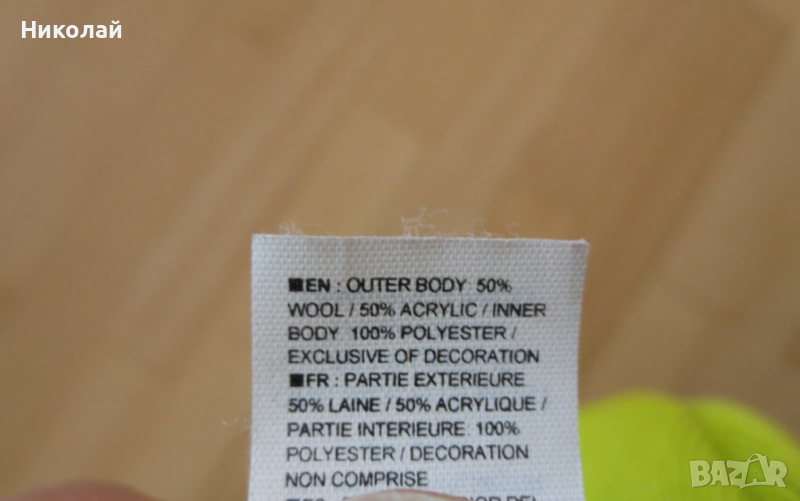 Николай
■EN : OUTER BODY 50%
WOOL / 50% ACRYLIC / INNER
BODY 100% POLYESTER /
EXCLUSIVE OF DECORATION
■FR : PARTIE EXTERIEURE
50% LAINE / 50% ACRYLIQUE /
PARTIE INTERIEURE: 100%
POLYESTER / DECORATION
NON COMPRISE
BAZAR